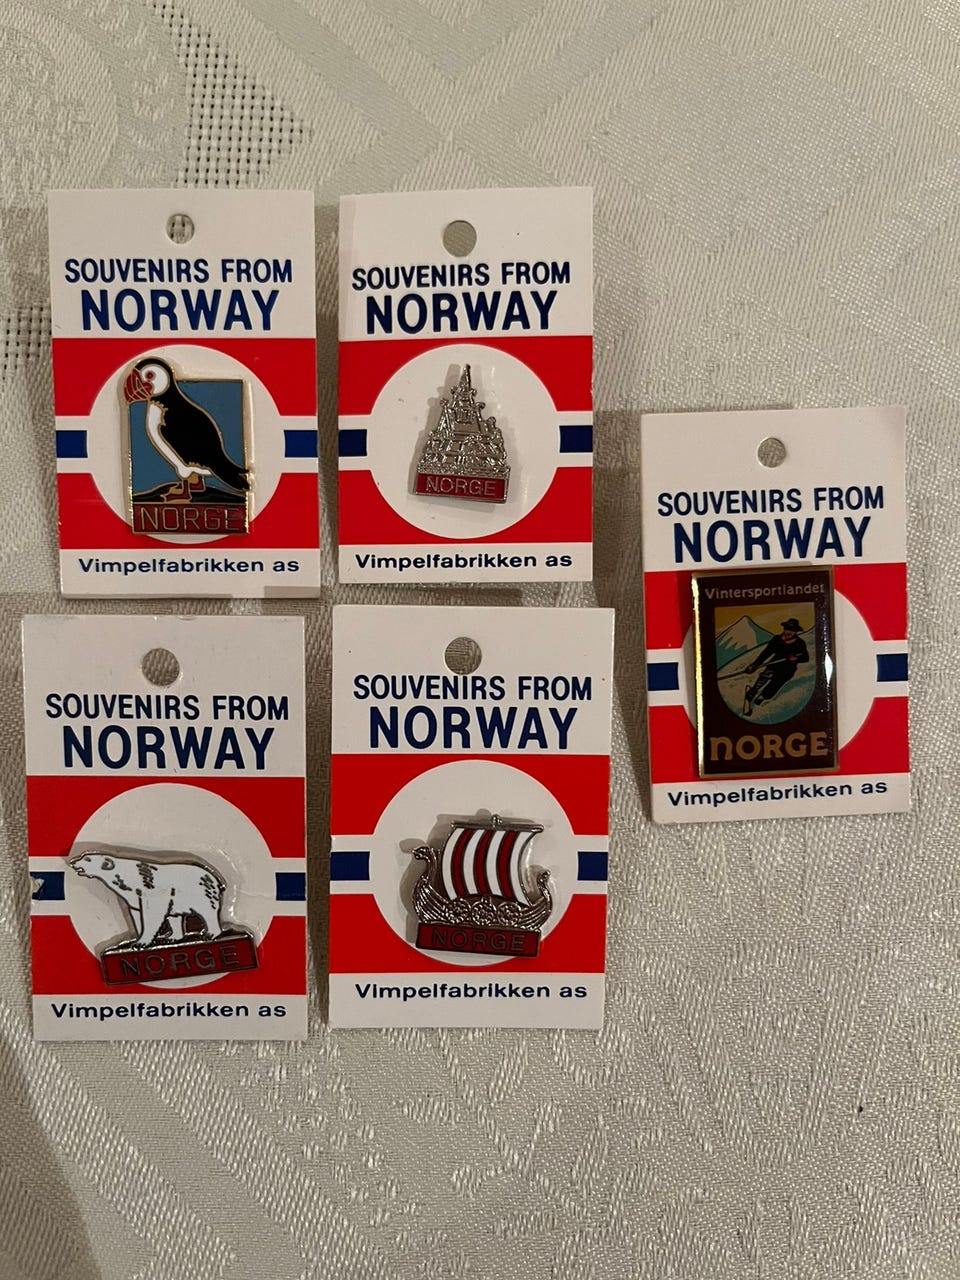 SOUVENIRS FROM
NORWAY
NORGE
Vimpelfabrikken as
SOUVENIRS FROM
NORWAY
NORGE
Vimpelfabrikken as
SOUVENIRS FROM
NORWAY
Vintersportlandet
NORGE
Vimpelfabrikken as
SOUVENIRS FROM
NORWAY
NORGE
Vimpelfabrikken as
SOUVENIRS FROM
NORWAY
NORGE
Vimpelfabrikken as